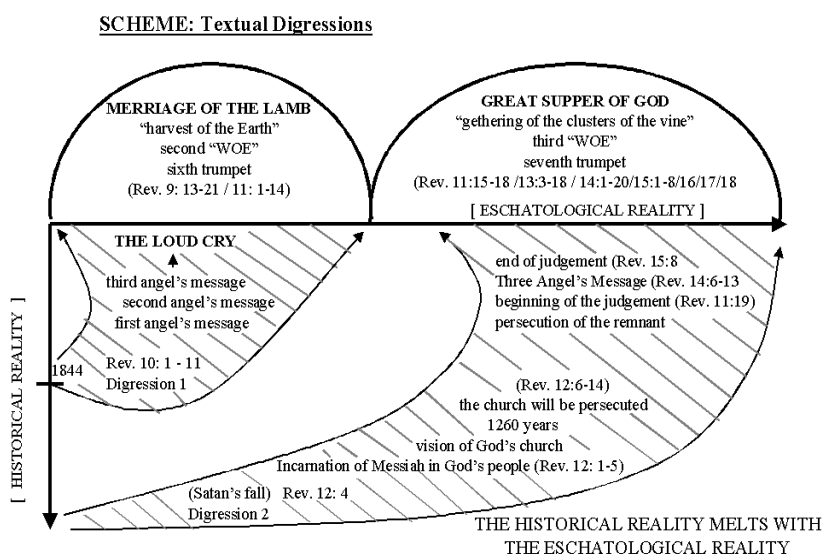 SCHEME: Textual Digressions
MERRIAGE OF THE LAMB
“harvest of the Earth”
second “WOE”
sixth trumpet
(Rev. 9: 13-21 / 11: 1-14)
GREAT SUPPER OF GOD
“gethering of the clusters of the vine”
third “WOE”
seventh trumpet
(Rev. 11:15-18 /13:3-18 / 14:1-20/15:1-8/16/17/18
[ ESCHATOLOGICAL REALITY ]
THE LOUD CRY
third angel’s message
second angel’s message
first angel’s message
1844
Rev. 10: 1 - 11
Digression 1
[ HISTORICAL REALITY ]
end of judgement (Rev. 15:8
Three Angel’s Message (Rev. 14:6-13
beginning of the judgement (Rev. 11:19)
persecution of the remnant
(Rev. 12:6-14)
the church will be persecuted
1260 years
vision of God’s church
Incarnation of Messiah in God’s people (Rev. 12: 1-5)
(Satan’s fall) Rev. 12: 4
Digression 2
THE HISTORICAL REALITY MELTS WITH
THE ESCHATOLOGICAL REALITY